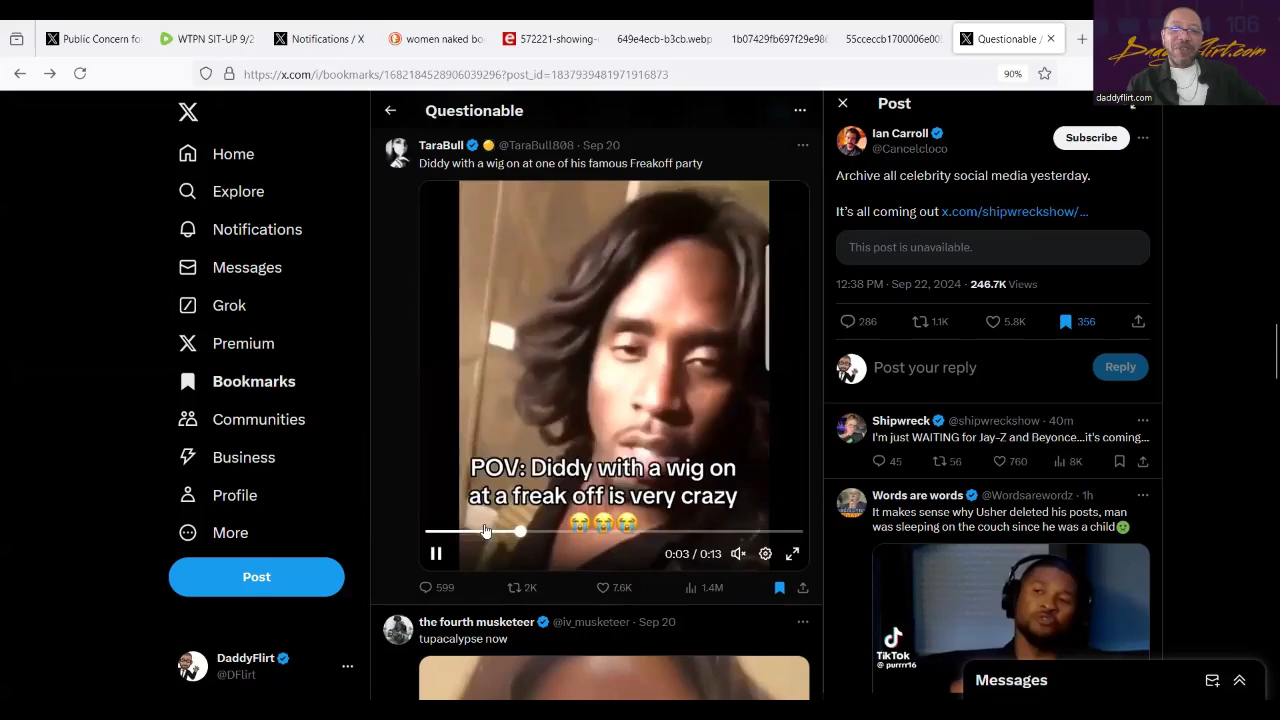 Public Concern fo
WTPN SIT-UP 9/2
Notifications / X
women naked
57323-showing-
649e4ecb-b3cb.webp
1b07429fb697f29e986
55ceccb1700006e00
Questionable /
106
DaddyFlirt.com
daddyflirt.com
https://x.com/i/bookmarks/1682184528966039296?post_id=1837939481971916873
90%
Home
Explore
Notifications
Messages
Grok
Premium
Bookmarks
Communities
Business
Profile
More
Post
DaddyFlirt
@DFlirt
Questionable
TaraBull @TaraBull808 · Sep 20
Diddy with a wig on at one of his famous Freakoff party
POV: Diddy with a wig on
at a freak off is very crazy
0:03 / 0:13
599 2K 7.6K 1.4M
the fourth musketeer @iv_musketeer · Sep 20
tupacalypse now
Post
Ian Carroll
@Cancelcloco
Subscribe
Archive all celebrity social media yesterday.
It's all coming out x.com/shipwreckshow/...
This post is unavailable.
12:38 PM · Sep 22, 2024 · 246.7K Views
286 1.1K 5.8K 356
Post your reply
Reply
Shipwreck @shipwreckshow · 40m
I'm just WAITING for Jay-Z and Beyonce...it's coming...
45 56 760 8K
Words are words @Wordsarewordz · 1h
It makes sense why Usher deleted his posts, man
was sleeping on the couch since he was a child
TikTok
@ purrrr16
Messages